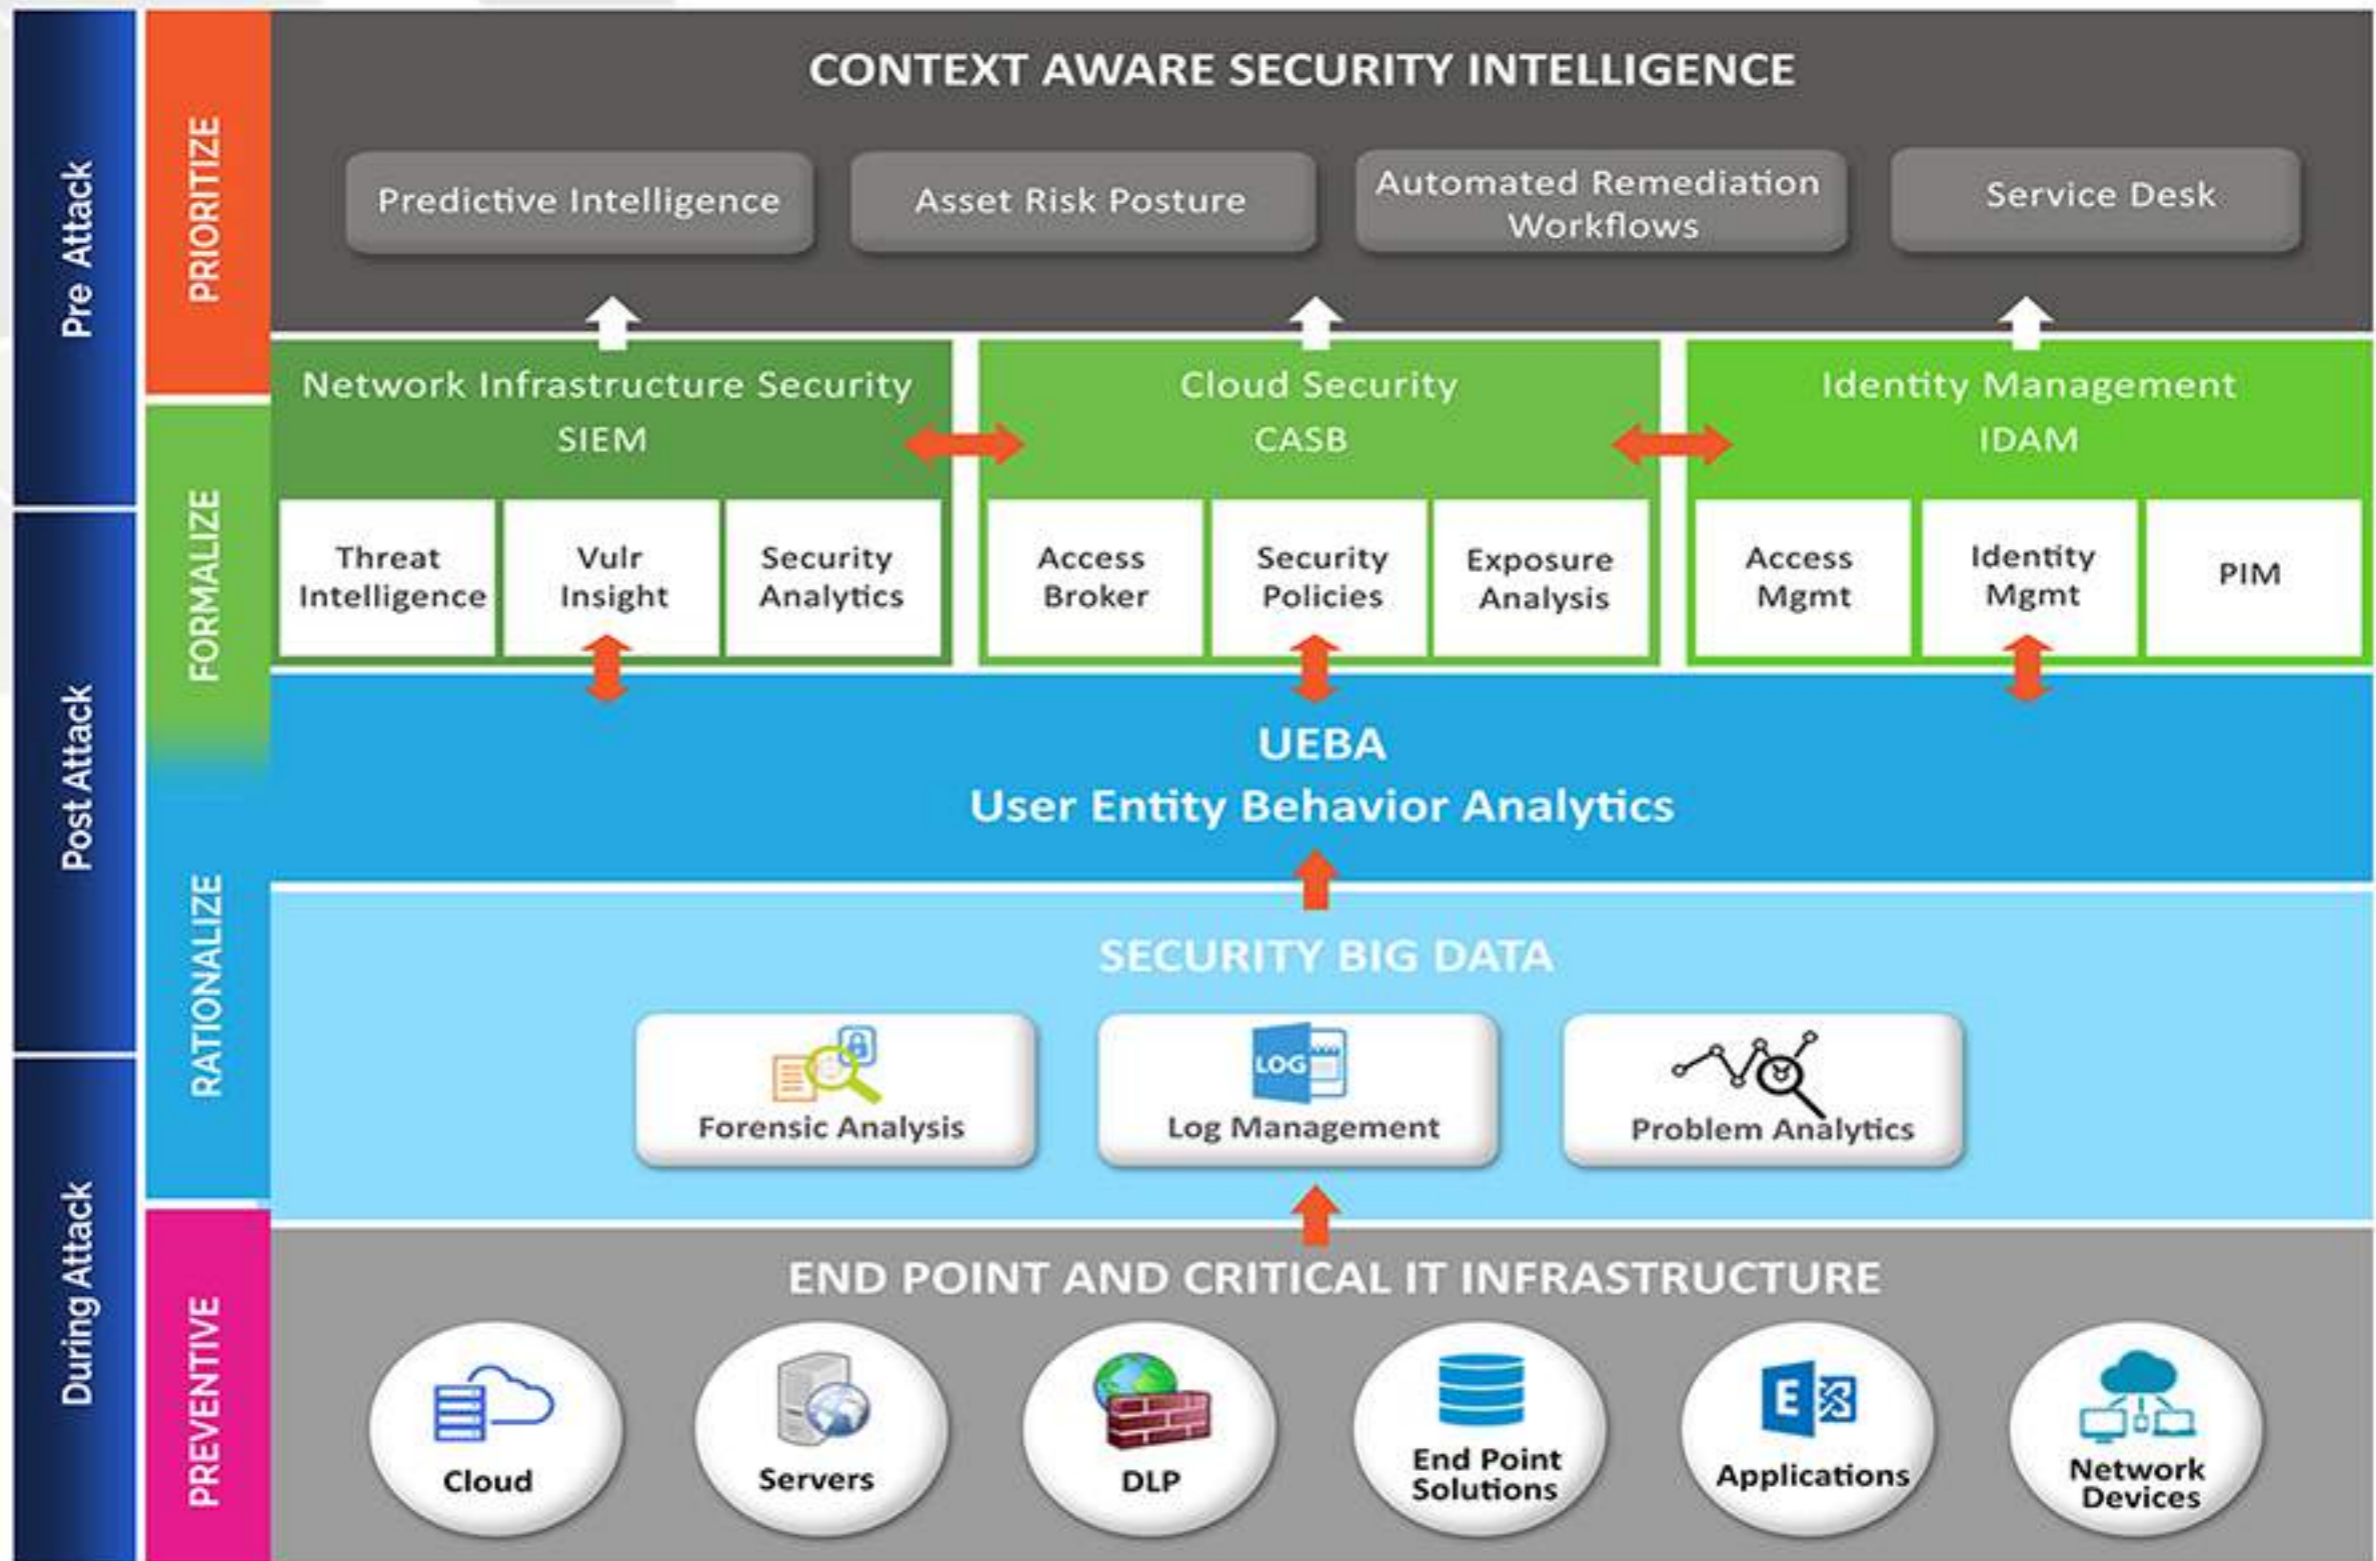 CONTEXT AWARE SECURITY INTELLIGENCE
Pre Attack
PRIORITIZE
Predictive Intelligence
Asset Risk Posture
Automated Remediation
Workflows
Service Desk
Network Infrastructure Security
SIEM
Cloud Security
CASB
Identity Management
IDAM
FORMALIZE
Threat
Intelligence
Vulr
Insight
Security
Analytics
Access
Broker
Security
Policies
Exposure
Analysis
Access
Mgmt
Identity
Mgmt
PIM
Post Attack
UEBA
User Entity Behavior Analytics
RATIONALIZE
SECURITY BIG DATA
LOG
Forensic Analysis
Log Management
Problem Analytics
During Attack
PREVENTIVE
END POINT AND CRITICAL IT INFRASTRUCTURE
E
Cloud
Servers
DLP
End Point
Solutions
Applications
Network
Devices